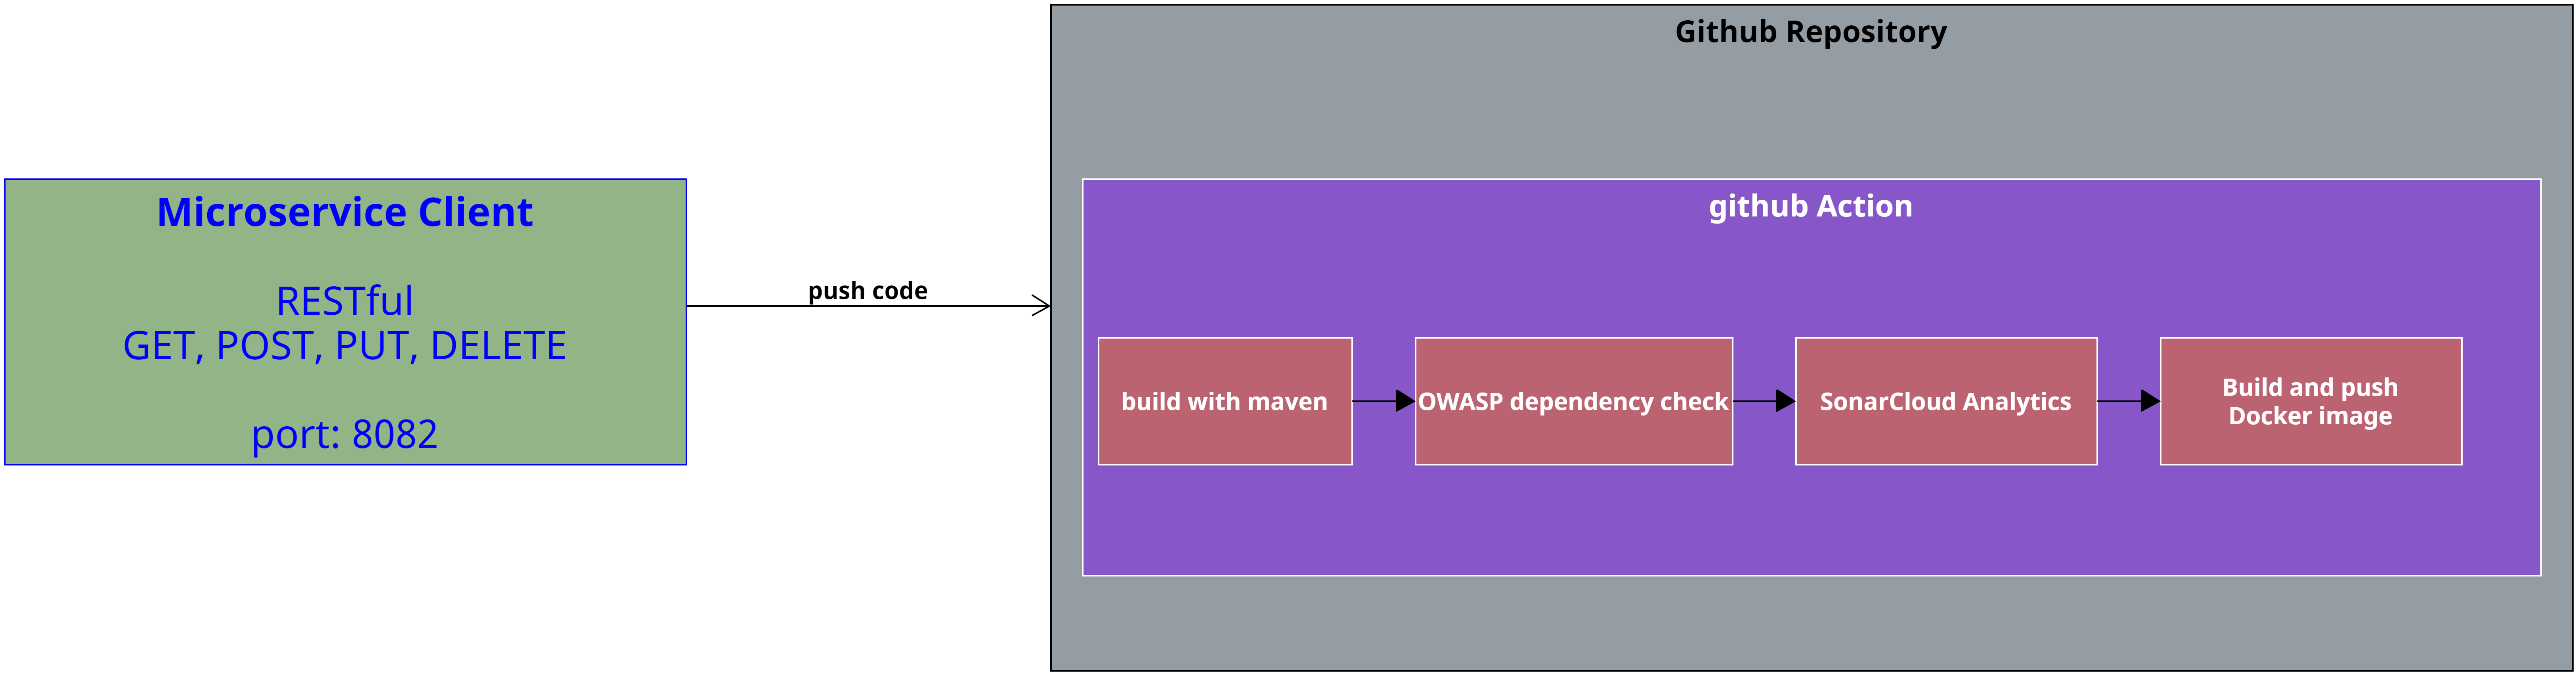 Github Repository
Microservice Client
RESTful
GET, POST, PUT, DELETE
port: 8082
push code
github Action
build with maven
OWASP dependency check
SonarCloud Analytics
Build and push
Docker image